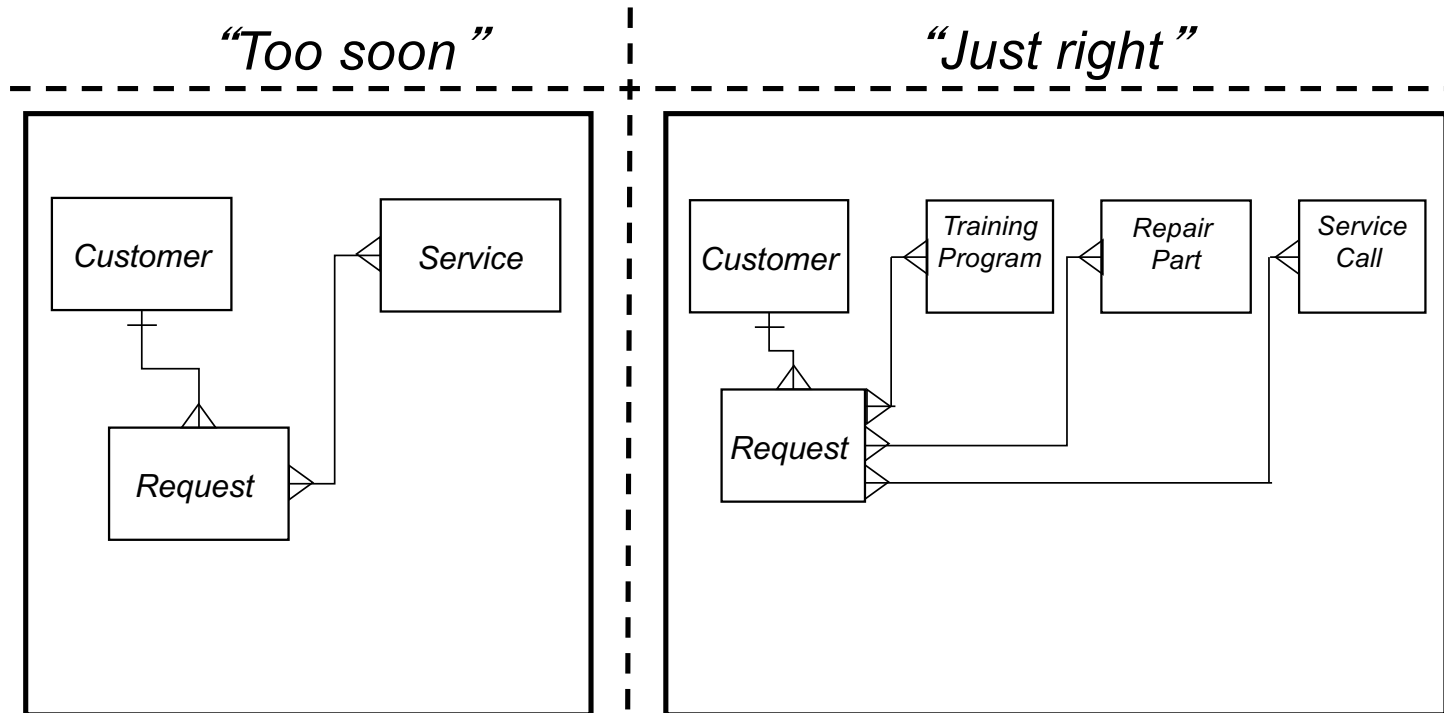 “Too soon”
“Just right”
Customer
Service
Request
Customer
Training
Program
Repair
Part
Service
Call
Request